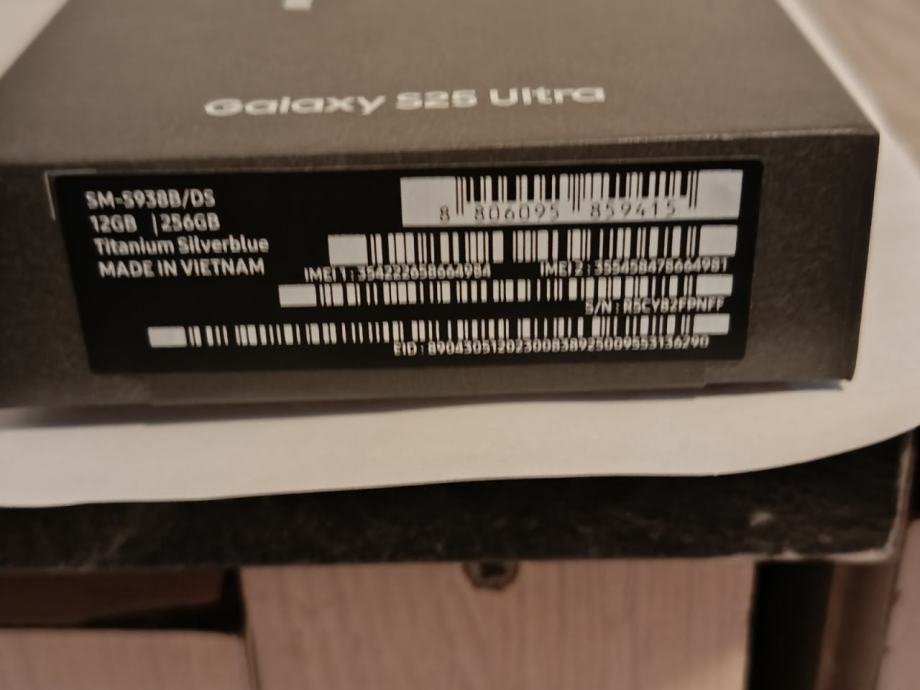 Galaxy S25 Ultra
SM-S938B/DS
12GB | 256GB
Titanium Silverblue
MADE IN VIETNAM
8 806095 859415
IMEI 1 : 354222658664984 IMEI 2 : 355458478664981
S/N : R5CY82FPNFF
EID : 89043051202300838925009553136290